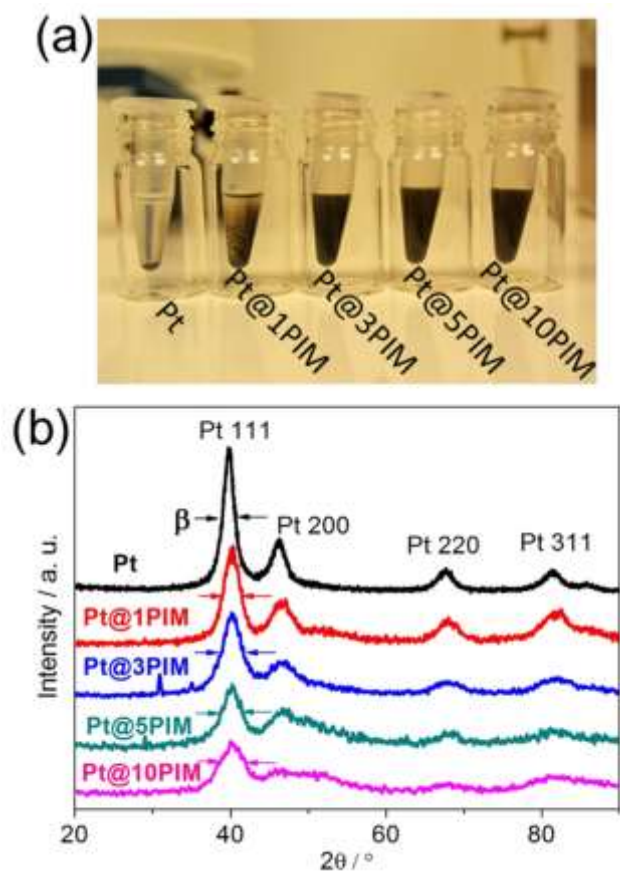 (a)
Pt
Pt@1PIM
Pt@3PIM
Pt@5PIM
Pt@10PIM
(b)
Pt 111
β
Pt 200
Pt 220
Pt 311
Pt
Pt@1PIM
Pt@3PIM
Pt@5PIM
Pt@10PIM
Intensity / a. u.
20 40 60 80
2θ / °